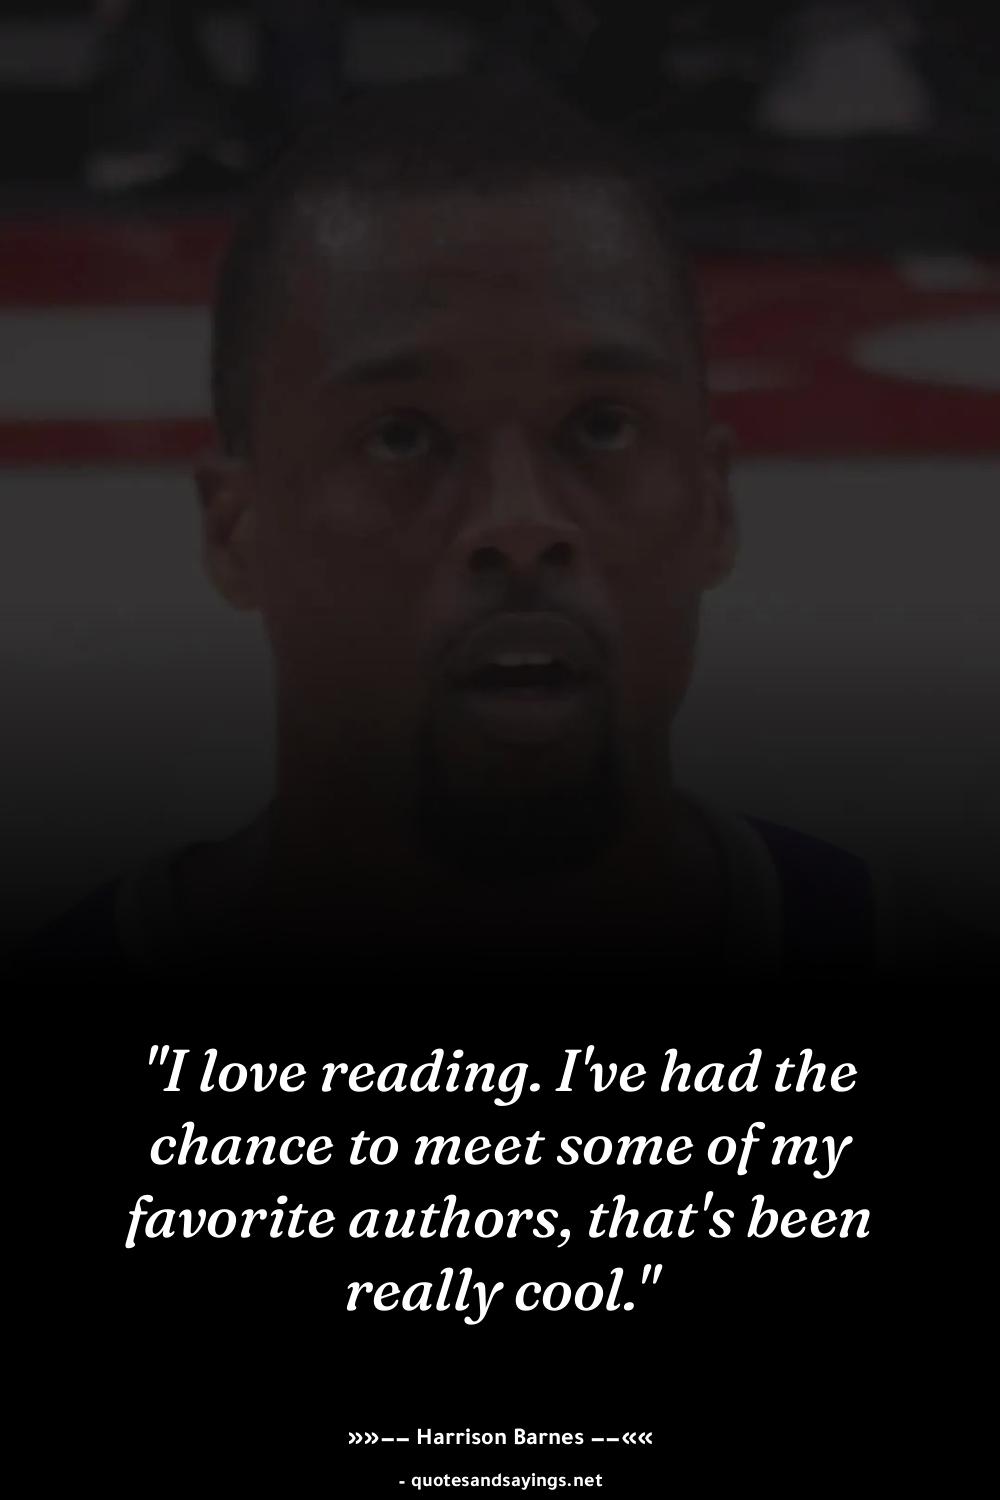 "I love reading. I've had the
chance to meet some of my
favorite authors, that's been
really cool."
»»–– Harrison Barnes ––««
- quotesandsayings.net